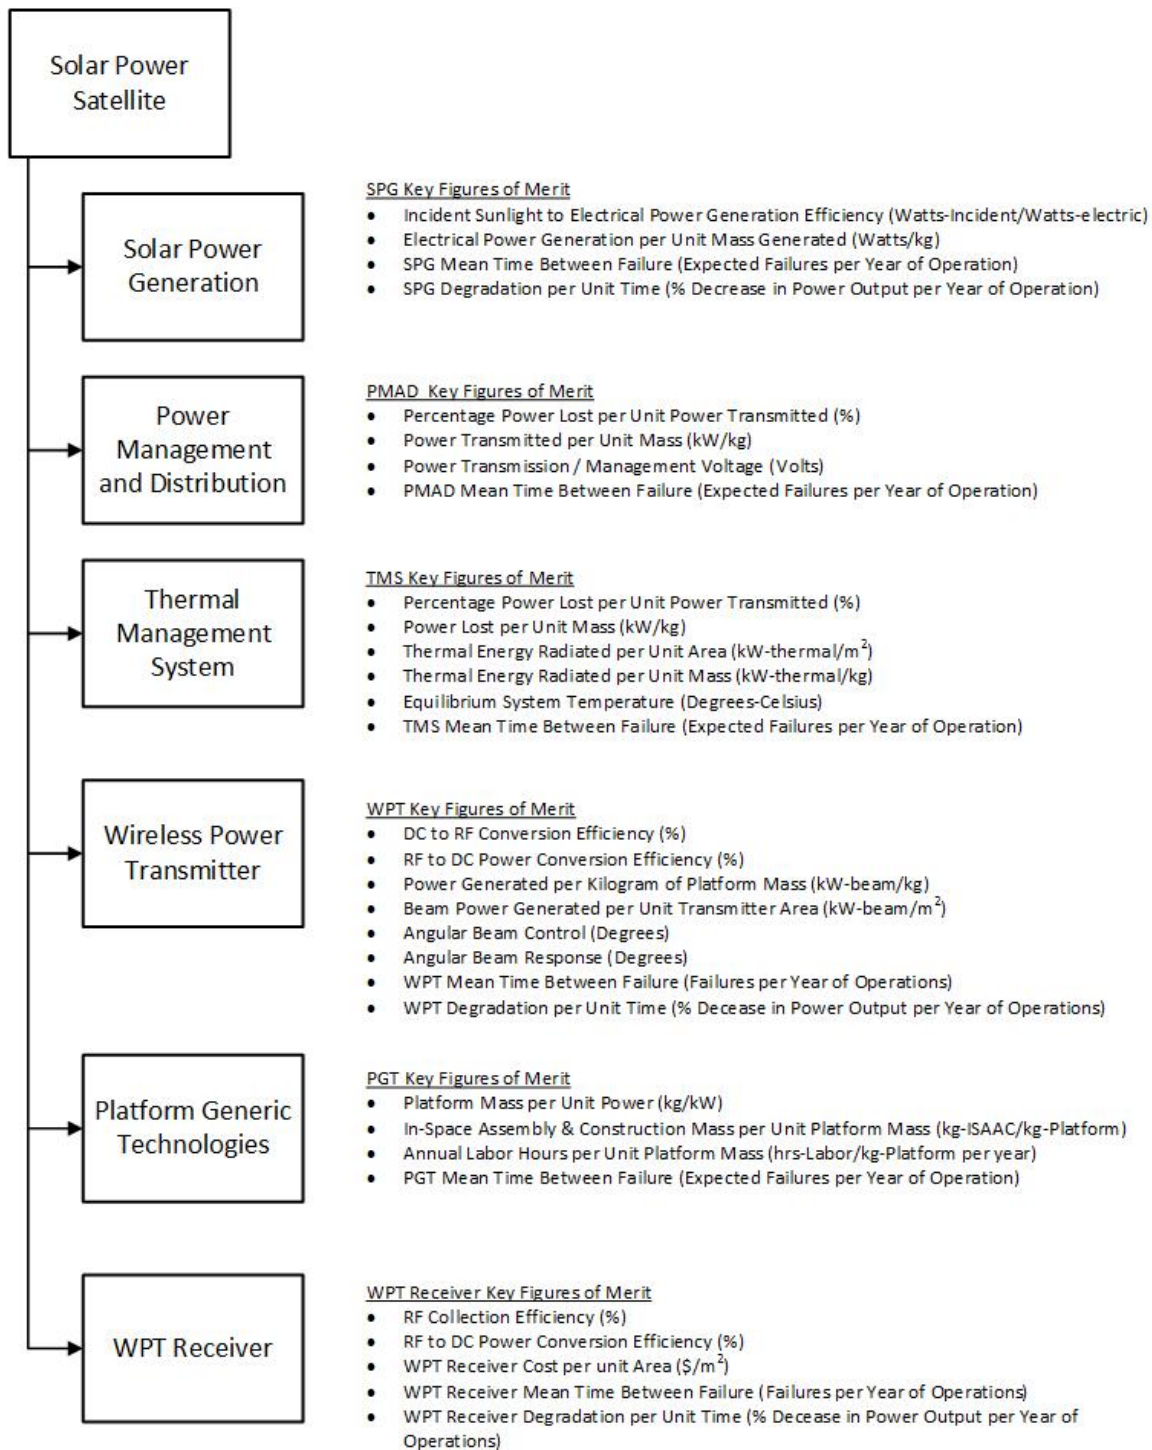 Solar Power
Satellite
Solar Power
Generation
SPG Key Figures of Merit
• Incident Sunlight to Electrical Power Generation Efficiency (Watts-Incident/Watts-electric)
• Electrical Power Generation per Unit Mass Generated (Watts/kg)
• SPG Mean Time Between Failure (Expected Failures per Year of Operation)
• SPG Degradation per Unit Time (% Decrease in Power Output per Year of Operation)
Power
Management
and Distribution
PMAD Key Figures of Merit
• Percentage Power Lost per Unit Power Transmitted (%)
• Power Transmitted per Unit Mass (kW/kg)
• Power Transmission / Management Voltage (Volts)
• PMAD Mean Time Between Failure (Expected Failures per Year of Operation)
Thermal
Management
System
TMS Key Figures of Merit
• Percentage Power Lost per Unit Power Transmitted (%)
• Power Lost per Unit Mass (kW/kg)
• Thermal Energy Radiated per Unit Area (kW-thermal/m²)
• Thermal Energy Radiated per Unit Mass (kW-thermal/kg)
• Equilibrium System Temperature (Degrees-Celsius)
• TMS Mean Time Between Failure (Expected Failures per Year of Operation)
Wireless Power
Transmitter
WPT Key Figures of Merit
• DC to RF Conversion Efficiency (%)
• RF to DC Power Conversion Efficiency (%)
• Power Generated per Kilogram of Platform Mass (kW-beam/kg)
• Beam Power Generated per Unit Transmitter Area (kW-beam/m²)
• Angular Beam Control (Degrees)
• Angular Beam Response (Degrees)
• WPT Mean Time Between Failure (Failures per Year of Operations)
• WPT Degradation per Unit Time (% Decease in Power Output per Year of Operations)
Platform Generic
Technologies
PGT Key Figures of Merit
• Platform Mass per Unit Power (kg/kW)
• In-Space Assembly & Construction Mass per Unit Platform Mass (kg-ISAAC/kg-Platform)
• Annual Labor Hours per Unit Platform Mass (hrs-Labor/kg-Platform per year)
• PGT Mean Time Between Failure (Expected Failures per Year of Operation)
WPT Receiver
WPT Receiver Key Figures of Merit
• RF Collection Efficiency (%)
• RF to DC Power Conversion Efficiency (%)
• WPT Receiver Cost per unit Area ($/m²)
• WPT Receiver Mean Time Between Failure (Failures per Year of Operations)
• WPT Receiver Degradation per Unit Time (% Decease in Power Output per Year of
Operations)